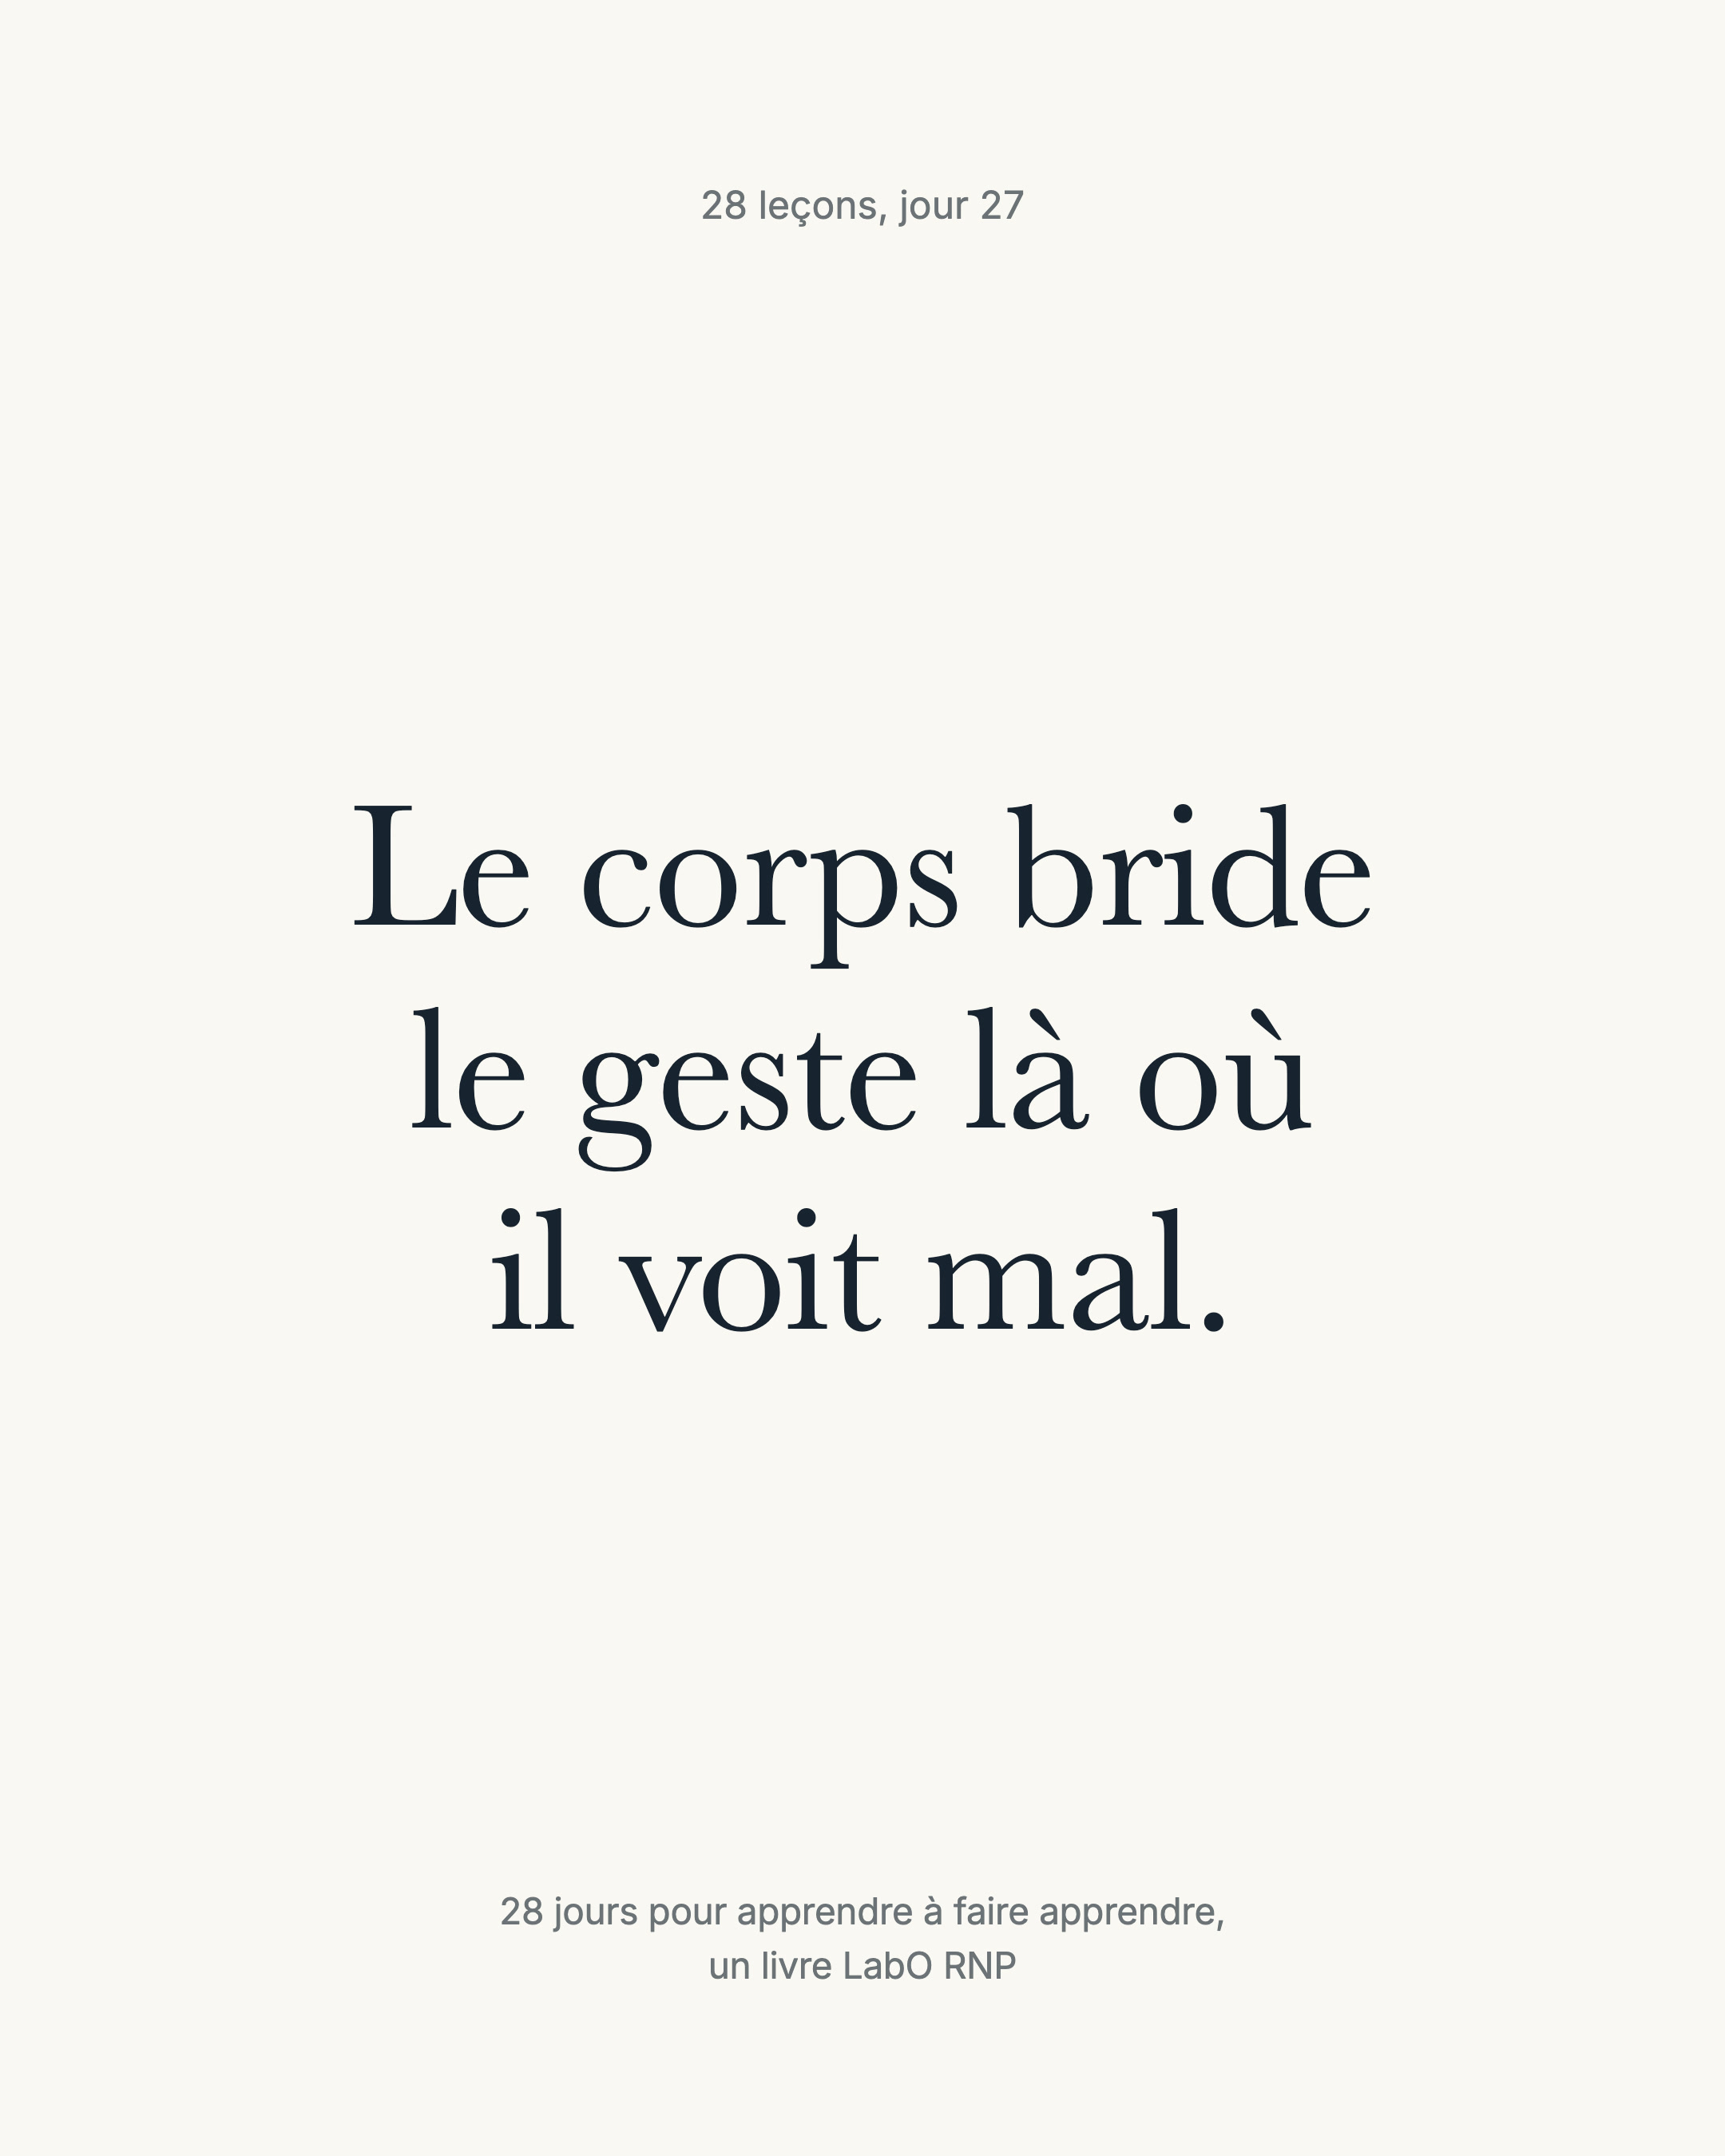 28 leçons, jour 27
Le corps bride
le geste là où
il voit mal.
28 jours pour apprendre à faire apprendre,
un livre LabO RNP